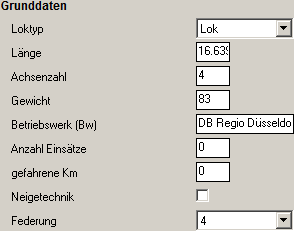 Grunddaten
Loktyp Lok
Länge 16.639
Achsenzahl 4
Gewicht 83
Betriebswerk (Bw) DB Regio Düsseldo
Anzahl Einsätze 0
gefahrene Km 0
Neigetechnik
Federung 4